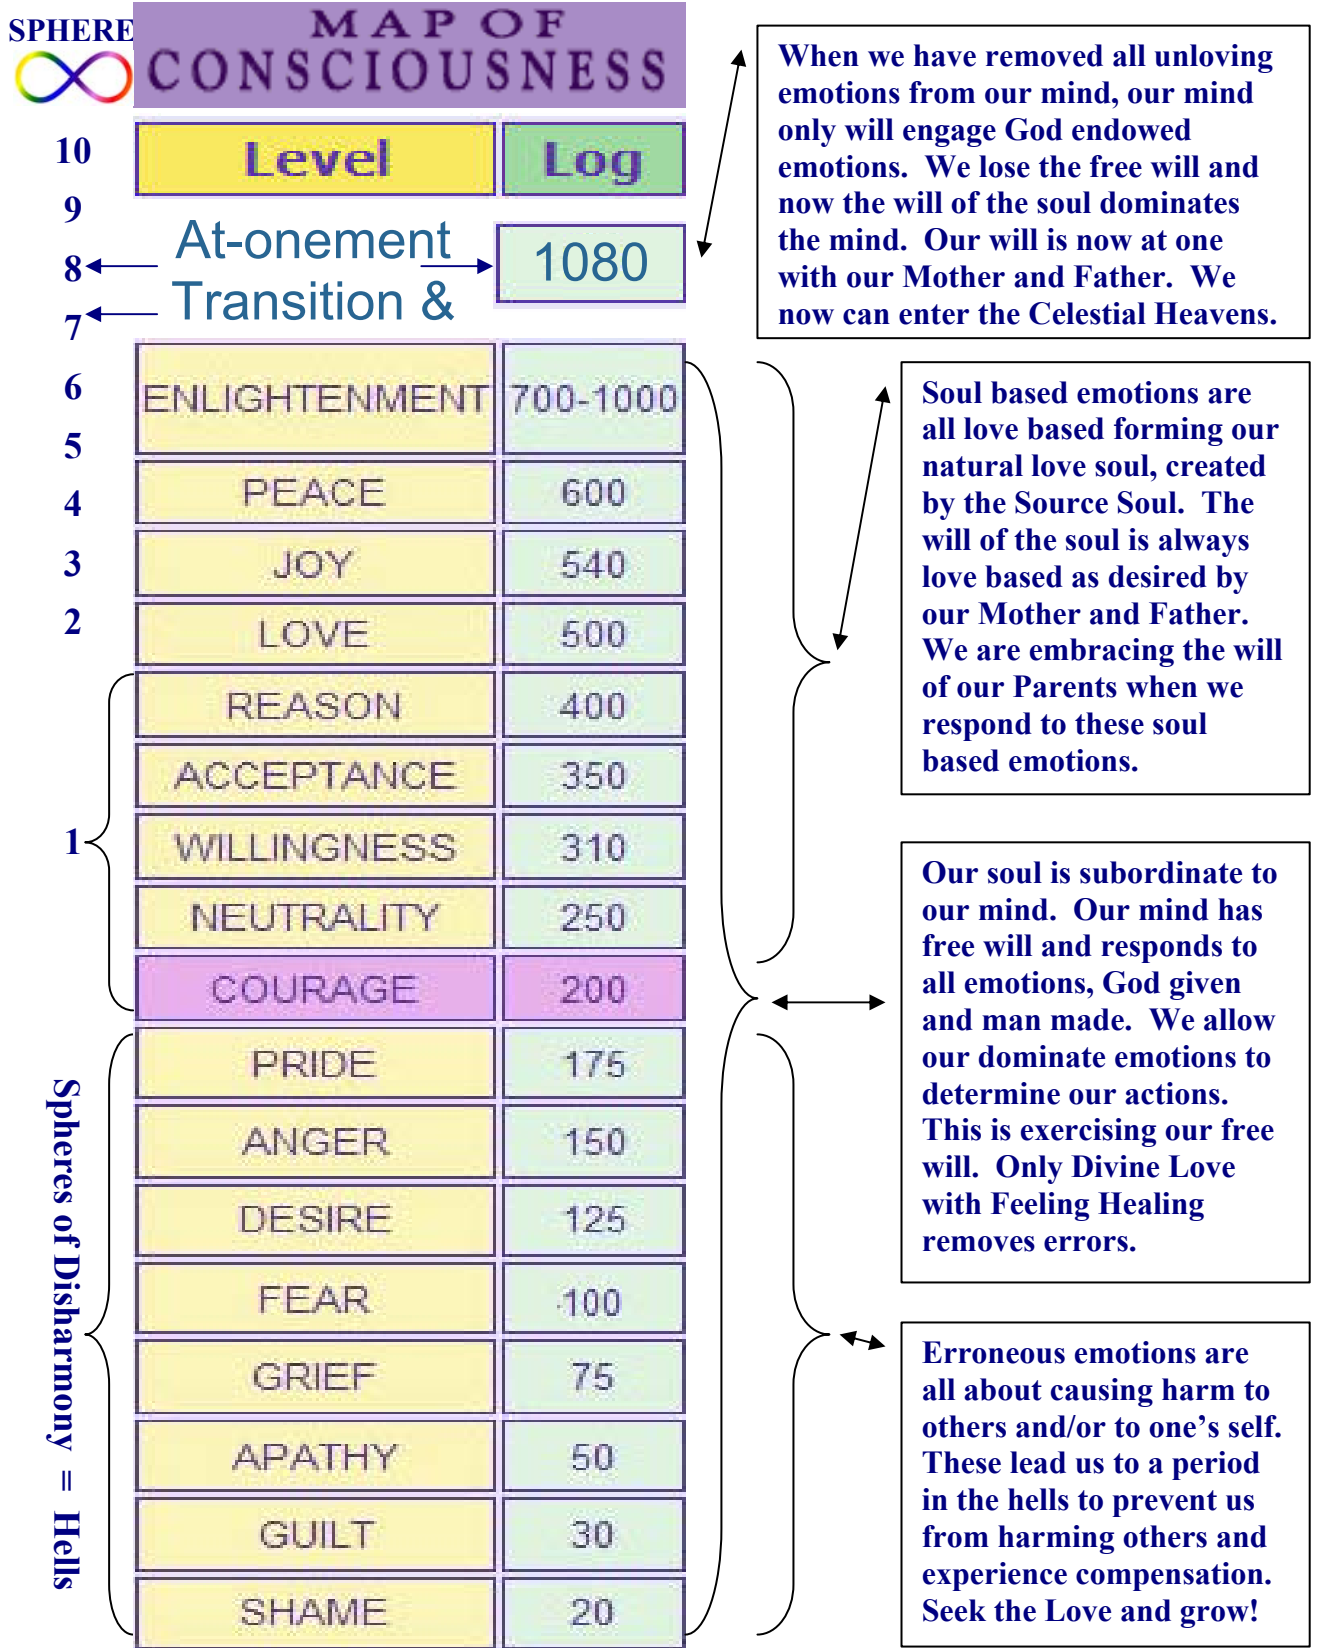 SPHERE
MAP OF
CONSCIOUSNESS
10
Level Log
9
At-onement
8
1080
Transition &
7
6
ENLIGHTENMENT 700-1000
5
4
PEACE 600
3
JOY 540
2
LOVE 500
REASON 400
ACCEPTANCE 350
1
WILLINGNESS 310
NEUTRALITY 250
COURAGE 200
Spheres of Disharmony = Hells
PRIDE 175
ANGER 150
DESIRE 125
FEAR 100
GRIEF 75
APATHY 50
GUILT 30
SHAME 20
When we have removed all unloving
emotions from our mind, our mind
only will engage God endowed
emotions. We lose the free will and
now the will of the soul dominates
the mind. Our will is now at one
with our Mother and Father. We
now can enter the Celestial Heavens.
Soul based emotions are
all love based forming our
natural love soul, created
by the Source Soul. The
will of the soul is always
love based as desired by
our Mother and Father.
We are embracing the will
of our Parents when we
respond to these soul
based emotions.
Our soul is subordinate to
our mind. Our mind has
free will and responds to
all emotions, God given
and man made. We allow
our dominate emotions to
determine our actions.
This is exercising our free
will. Only Divine Love
with Feeling Healing
removes errors.
Erroneous emotions are
all about causing harm to
others and/or to one’s self.
These lead us to a period
in the hells to prevent us
from harming others and
experience compensation.
Seek the Love and grow!